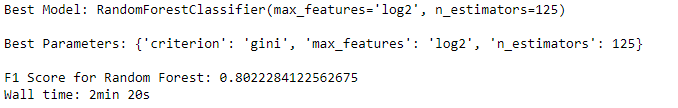 Best Model: RandomForestClassifier(max_features='log2', n_estimators=125)
Best Parameters: {'criterion': 'gini', 'max_features': 'log2', 'n_estimators': 125}
F1 Score for Random Forest: 0.8022284122562675
Wall time: 2min 20s